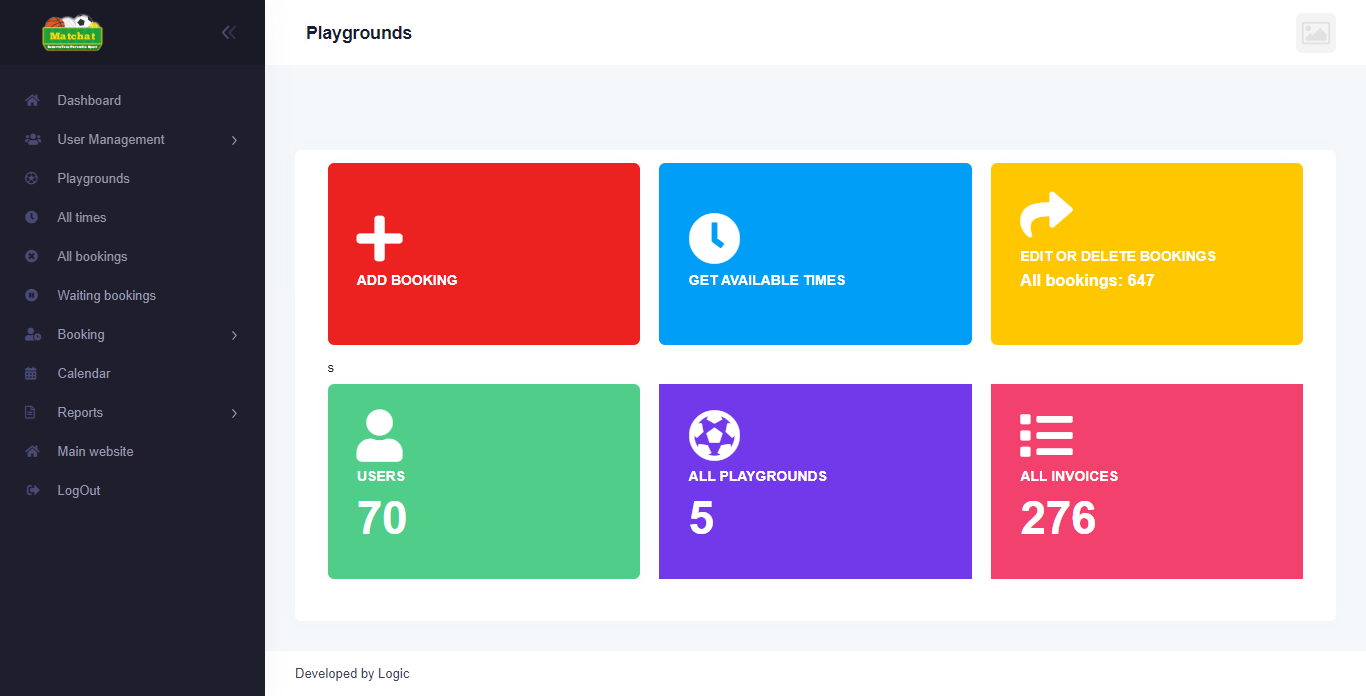 Matchat
Playgrounds
Dashboard
User Management
Playgrounds
All times
All bookings
Waiting bookings
Booking
Calendar
Reports
Main website
LogOut
ADD BOOKING
GET AVAILABLE TIMES
EDIT OR DELETE BOOKINGS
All bookings: 647
s
USERS
70
ALL PLAYGROUNDS
5
ALL INVOICES
276
Developed by Logic